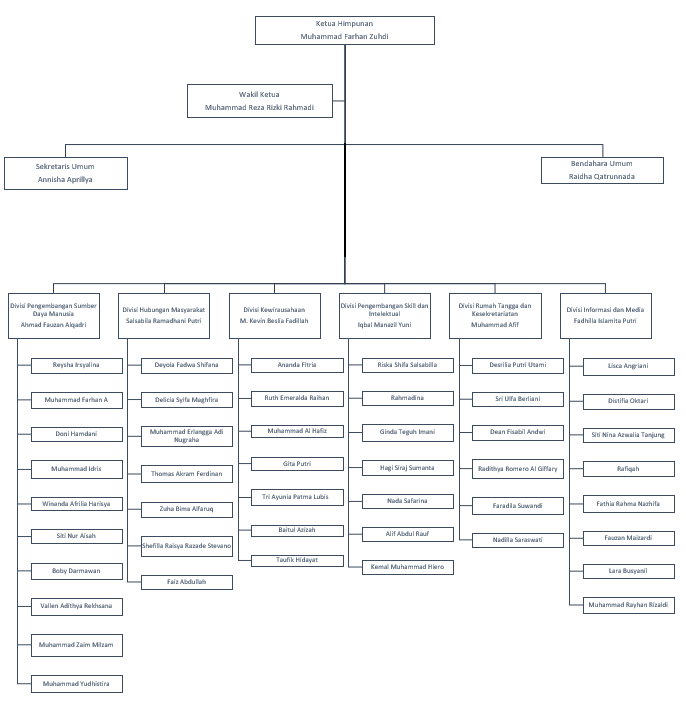 Ketua Himpunan
Muhammad Farhan Zuhdi
Wakil Ketua
Muhammad Reza Rizki Rahmadi
Sekretaris Umum
Annisha Aprillya
Bendahara Umum
Raidha Qatrunnada
Divisi Pengembangan Sumber
Daya Manusia
Ahmad Fauzan Alqadri
Reysha Irsyalina
Muhammad Farhan A
Doni Hamdani
Muhammad Idris
Winanda Afrilia Harisya
Siti Nur Aisah
Boby Darmawan
Vallen Adithya Rekhsana
Muhammad Zaim Milzam
Muhammad Yudhistira
Divisi Hubungan Masyarakat
Salsabila Ramadhani Putri
Deyola Fadwa Shifana
Delicia Syifa Maghfira
Muhammad Erlangga Adi
Nugraha
Thomas Akram Ferdinan
Zuha Bima Alfaruq
Shefilla Raisya Razade Stevano
Faiz Abdullah
Divisi Kewirausahaan
M. Kevin Beslia Fadillah
Ananda Fitria
Ruth Emeralda Raihan
Muhammad Al Hafiz
Gita Putri
Tri Ayunia Patma Lubis
Baitul Azizah
Taufik Hidayat
Divisi Pengembangan Skill dan
Intelektual
Iqbal Manazil Yuni
Riska Shifa Salsabilla
Rahmadina
Ginda Teguh Imani
Hagi Siraj Sumanta
Nada Safarina
Alif Abdul Rauf
Kemal Muhammad Hiero
Divisi Rumah Tangga dan
Kesekretariatan
Muhammad Afif
Desrilia Putri Utami
Sri Ulfa Berliani
Dean Fisabil Andwi
Radithya Romero Al Giffary
Faradila Suwandi
Nadilla Saraswati
Divisi Informasi dan Media
Fadhilla Islamita Putri
Lisca Angriani
Distifia Oktari
Siti Nina Azwalia Tanjung
Rafiqah
Fathia Rahma Nazhifa
Fauzan Maizardi
Lara Busyanil
Muhammad Rayhan Rizaldi